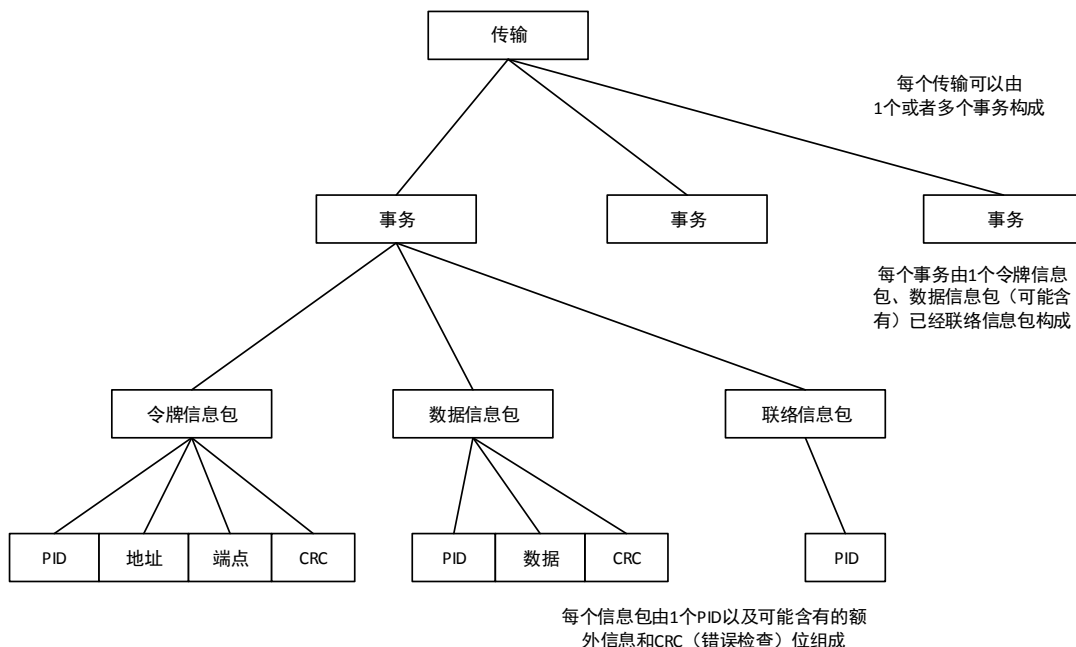 传输
每个传输可以由
1个或者多个事务构成
事务
事务
事务
每个事务由1个令牌信息
包、数据信息包（可能含
有）已经联络信息包构成
令牌信息包
数据信息包
联络信息包
PID
地址
端点
CRC
PID
数据
CRC
PID
每个信息包由1个PID以及可能含有的额
外信息和CRC（错误检查）位组成